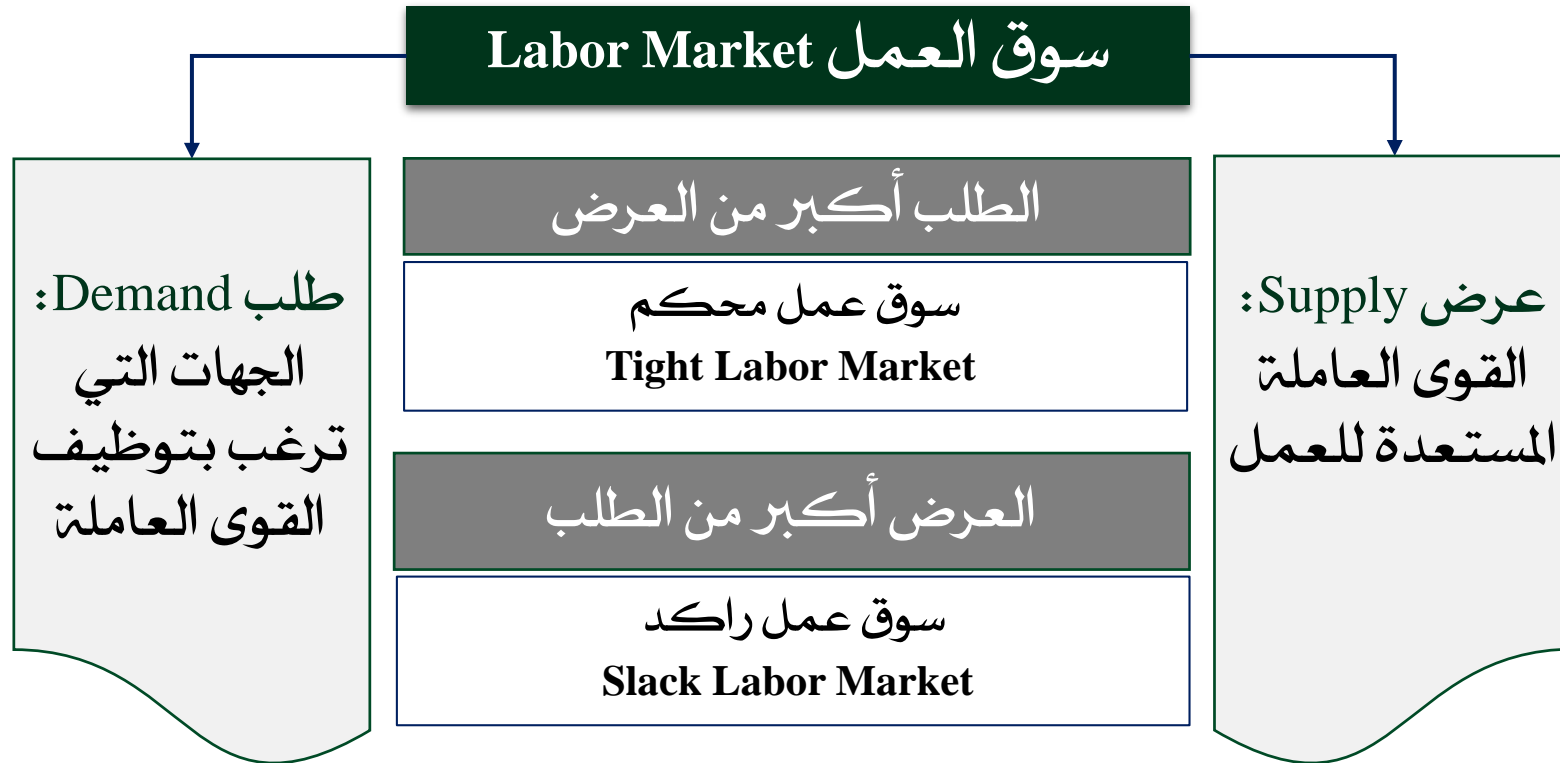 سوق العمل Labor Market
عرض Supply:
القوى العاملة
المستعدة للعمل
الطلب أكبر من العرض
سوق عمل محكم
Tight Labor Market
العرض أكبر من الطلب
سوق عمل راكد
Slack Labor Market
طلب Demand:
الجهات التي
ترغب بتوظيف
القوى العاملة